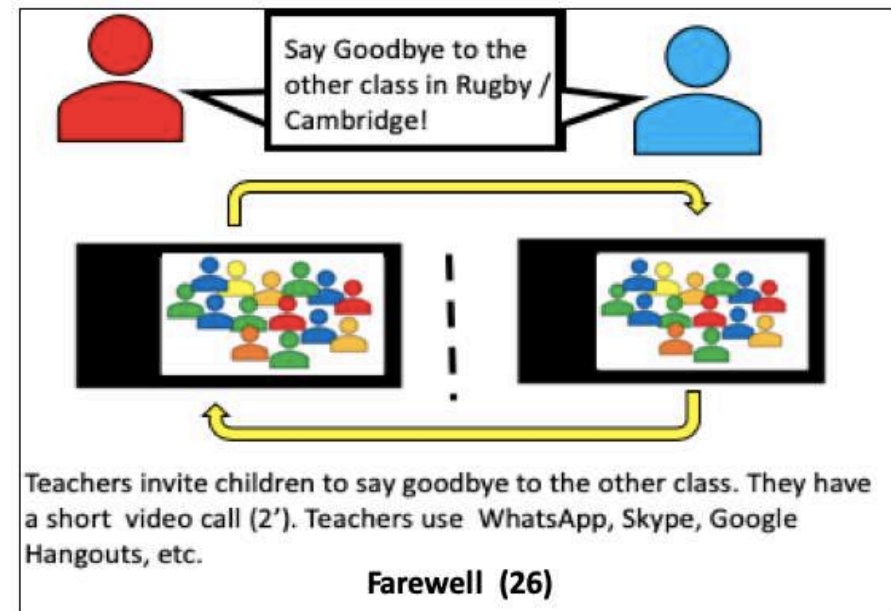 Say Goodbye to the
other class in Rugby /
Cambridge!
Teachers invite children to say goodbye to the other class. They have
a short video call (2’). Teachers use WhatsApp, Skype, Google
Hangouts, etc.
Farewell (26)